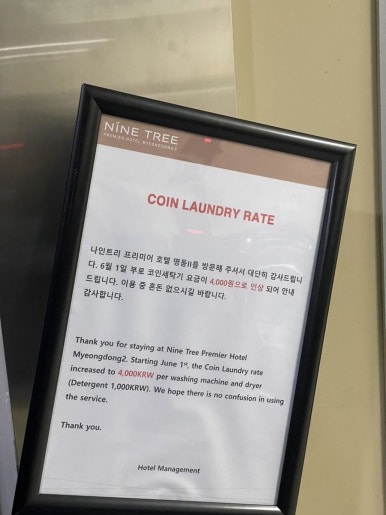 NINE TREE
PREMIER HOTEL MYEONGDONG 2
COIN LAUNDRY RATE
나인트리 프리미어 호텔 명동II를 방문해 주셔서 대단히 감사드립니
다. 6월 1일 부로 코인세탁기 요금이 4,000원으로 인상 되어 안내
드립니다. 이용 중 혼돈 없으시길 바랍니다.
감사합니다.
Thank you for staying at Nine Tree Premier Hotel
Myeongdong2. Starting June 1st, the Coin Laundry rate
increased to 4,000KRW per washing machine and dryer
(Detergent 1,000KRW). We hope there is no confusion in using
the service.
Thank you.
Hotel Management